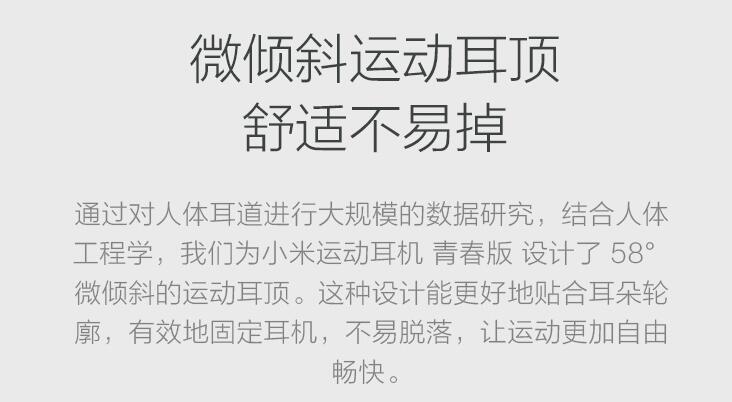 微倾斜运动耳顶
舒适不易掉
通过对人体耳道进行大规模的数据研究，结合人体
工程学，我们为小米运动耳机 青春版 设计了 58°
微倾斜的运动耳顶。这种设计能更好地贴合耳朵轮
廓，有效地固定耳机，不易脱落，让运动更加自由
畅快。